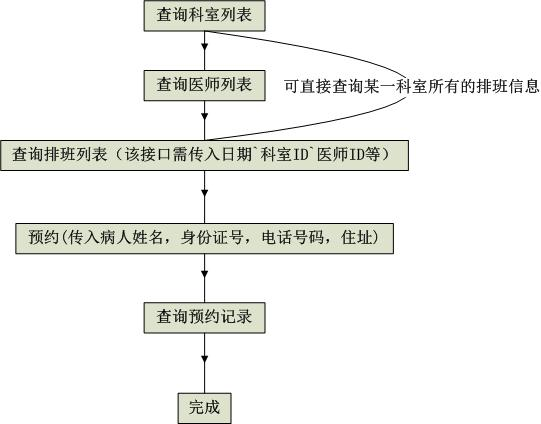 查询科室列表
查询医师列表
可直接查询某一科室所有的排班信息
查询排班列表（该接口需传入日期`科室ID`医师ID等）
预约(传入病人姓名，身份证号，电话号码，住址)
查询预约记录
完成